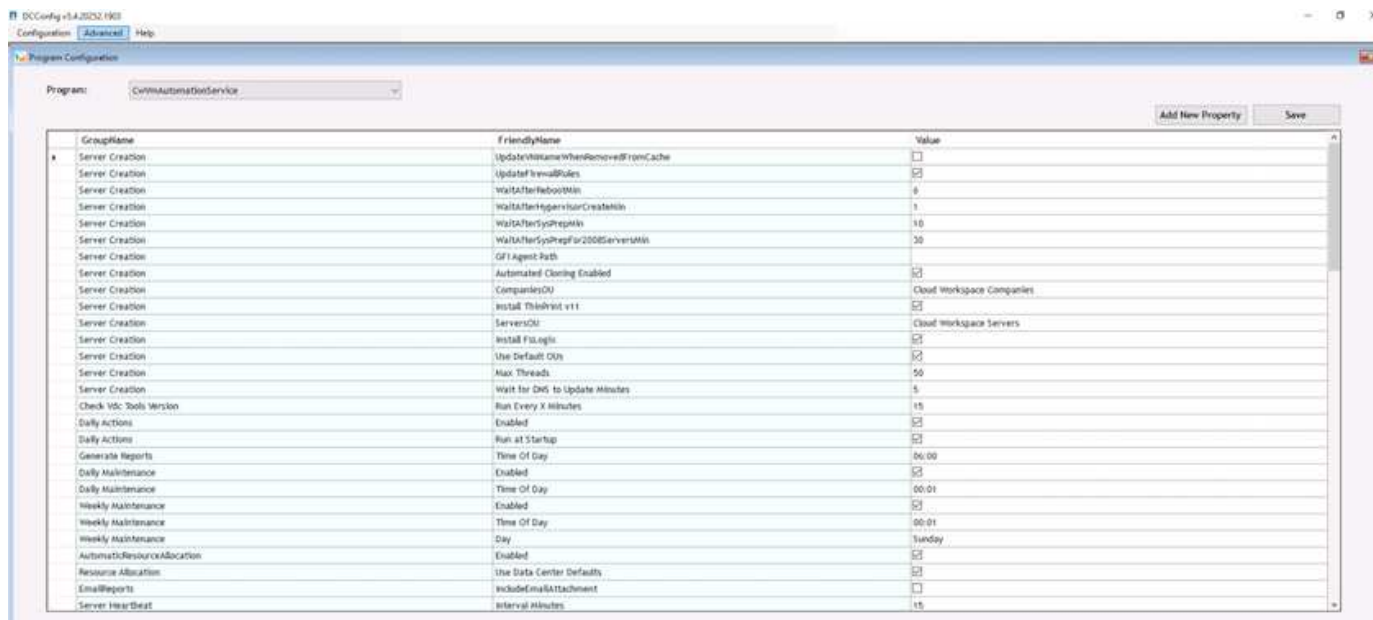 DCConfig v5.4.20252.1903
Configuration Advanced Help
Program Configuration
Program: CwVmAutomationService
Add New Property Save
GroupName FriendlyName Value
Server Creation UpdateVMNameWhenRemovedFromCache
Server Creation UpdateFirewallRules
Server Creation WaitAfterRebootMin 6
Server Creation WaitAfterHypervisorCreateMin 1
Server Creation WaitAfterSysPrepMin 10
Server Creation WaitAfterSysPrepFor2008ServersMin 30
Server Creation GFI Agent Path
Server Creation Automated Cloning Enabled
Server Creation CompaniesOU Cloud Workspace Companies
Server Creation Install ThinPrint v11
Server Creation ServersOU Cloud Workspace Servers
Server Creation Install FsLogix
Server Creation Use Default OUs
Server Creation Max Threads 50
Server Creation Wait for DNS to Update Minutes 5
Check Vdc Tools Version Run Every X Minutes 15
Daily Actions Enabled
Daily Actions Run at Startup
Generate Reports Time Of Day 06:00
Daily Maintenance Enabled
Daily Maintenance Time Of Day 00:01
Weekly Maintenance Enabled
Weekly Maintenance Time Of Day 00:01
Weekly Maintenance Day Sunday
AutomaticResourceAllocation Enabled
Resource Allocation Use Data Center Defaults
EmailReports IncludeEmailAttachment
Server Heartbeat Interval Minutes 15